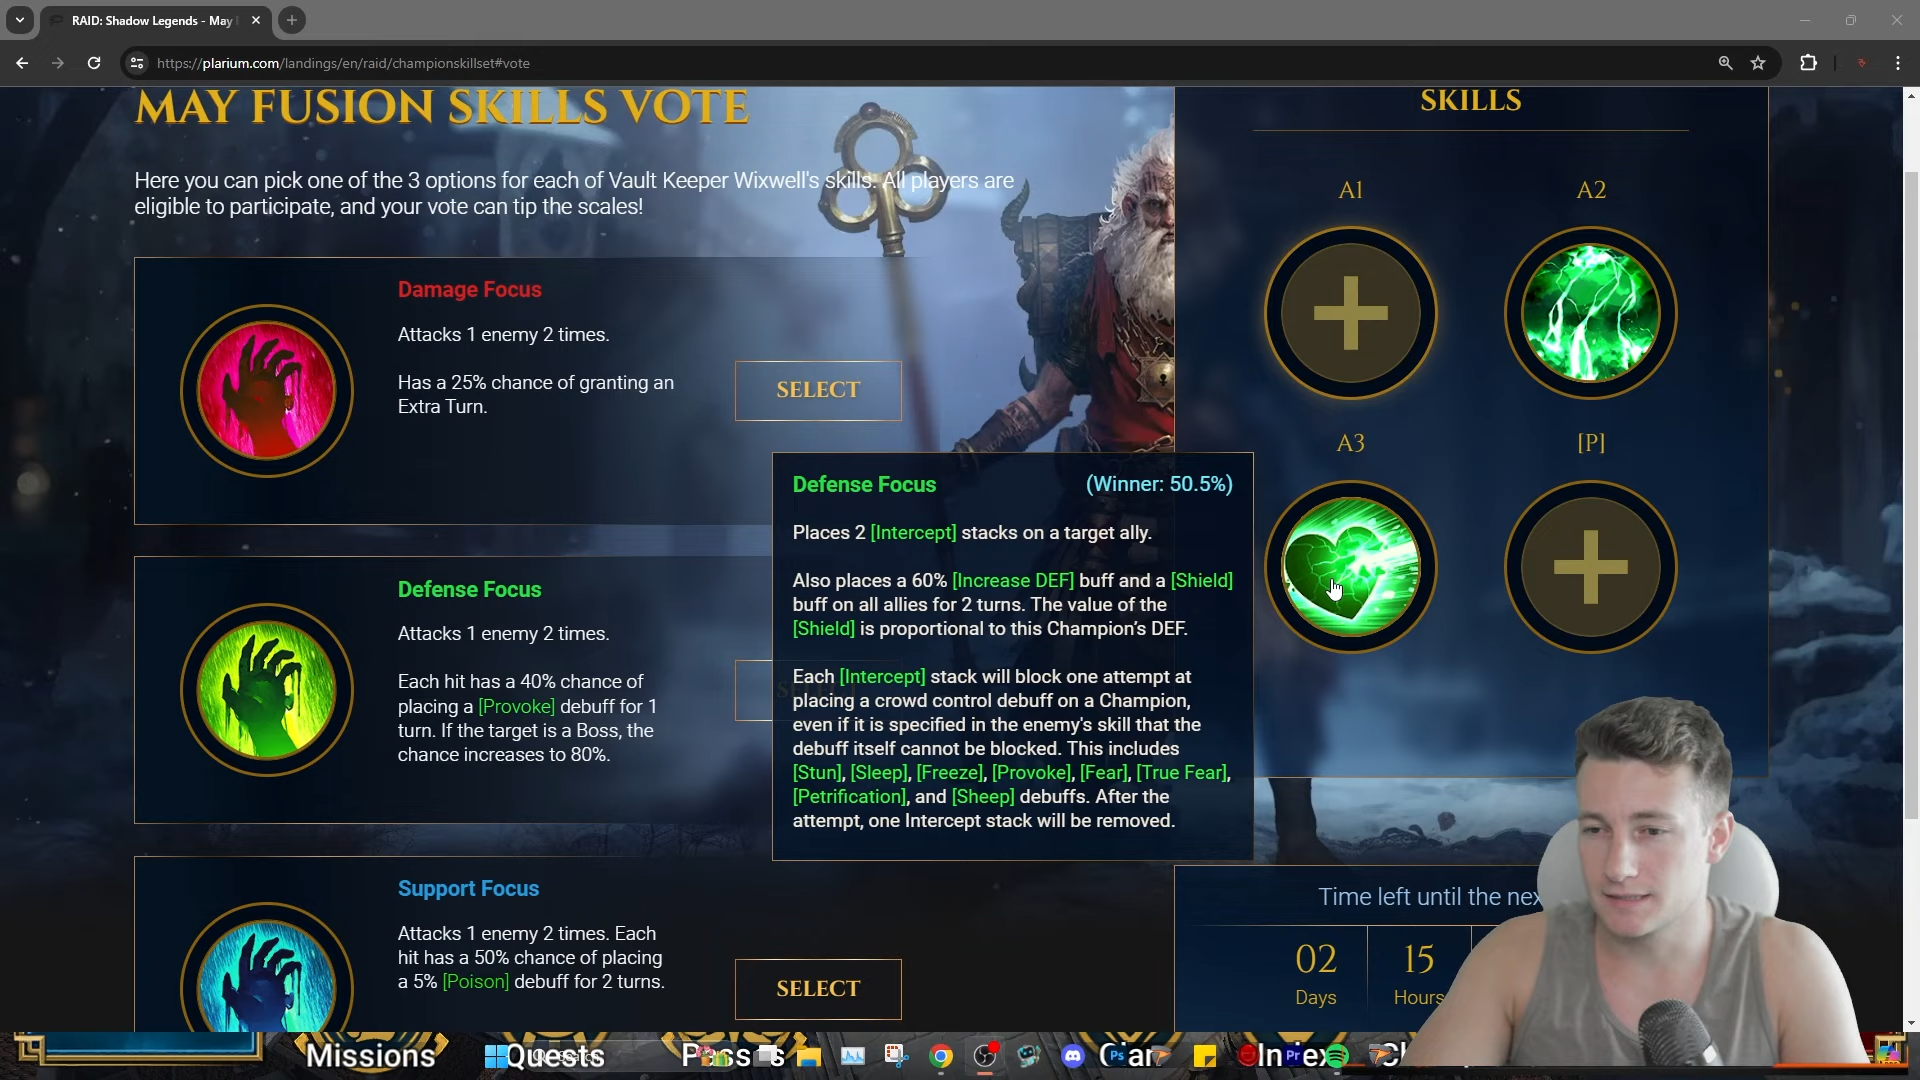 RAID: Shadow Legends - May
https://plarium.com/landings/en/raid/championskillset#vote
MAY FUSION SKILLS VOTE
Here you can pick one of the 3 options for each of Vault Keeper Wixwell's skills. All players are
eligible to participate, and your vote can tip the scales!
Damage Focus
Attacks 1 enemy 2 times.
Has a 25% chance of granting an
Extra Turn.
SELECT
Defense Focus
Attacks 1 enemy 2 times.
Each hit has a 40% chance of
placing a [Provoke] debuff for 1
turn. If the target is a Boss, the
chance increases to 80%.
SELECT
Support Focus
Attacks 1 enemy 2 times. Each
hit has a 50% chance of placing
a 5% [Poison] debuff for 2 turns.
SELECT
Defense Focus (Winner: 50.5%)
Places 2 [Intercept] stacks on a target ally.
Also places a 60% [Increase DEF] buff and a [Shield]
buff on all allies for 2 turns. The value of the
[Shield] is proportional to this Champion's DEF.
Each [Intercept] stack will block one attempt at
placing a crowd control debuff on a Champion,
even if it is specified in the enemy's skill that the
debuff itself cannot be blocked. This includes
[Stun], [Sleep], [Freeze], [Provoke], [Fear], [True Fear],
[Petrification], and [Sheep] debuffs. After the
attempt, one Intercept stack will be removed.
SKILLS
A1 A2
A3 [P]
Time left until the nex
02 15
Days Hours
Missions Quests Ps Pr Index